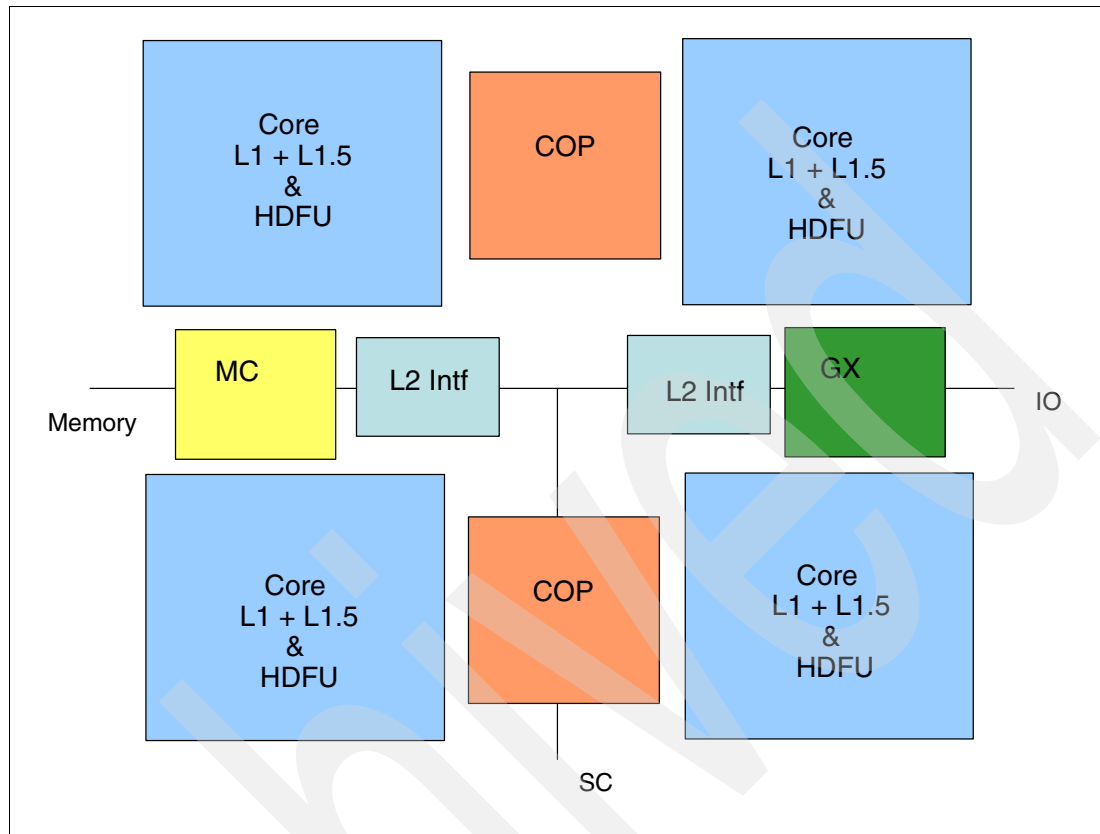 Core
L1 + L1.5
&
HDFU
COP
Core
L1 + L1.5
&
HDFU
MC
L2 Intf
L2 Intf
GX
Memory
IO
Core
L1 + L1.5
&
HDFU
COP
Core
L1 + L1.5
&
HDFU
SC
hived